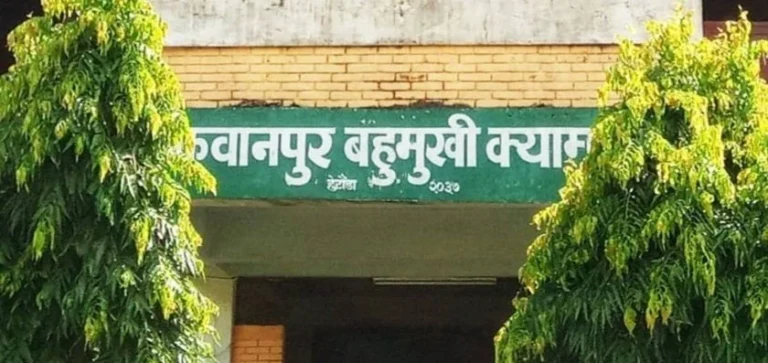 कवानपुर बहुमुखी क्याम
हेटौंडा २०३७